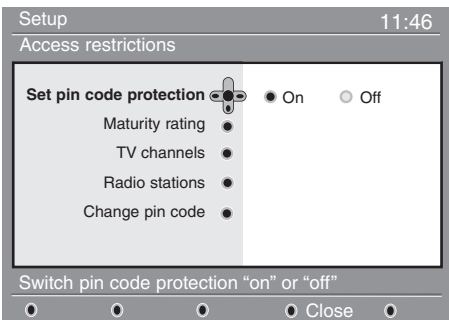 Setup 11:46
Access restrictions
Set pin code protection On Off
Maturity rating
TV channels
Radio stations
Change pin code
Switch pin code protection “on” or “off”
Close